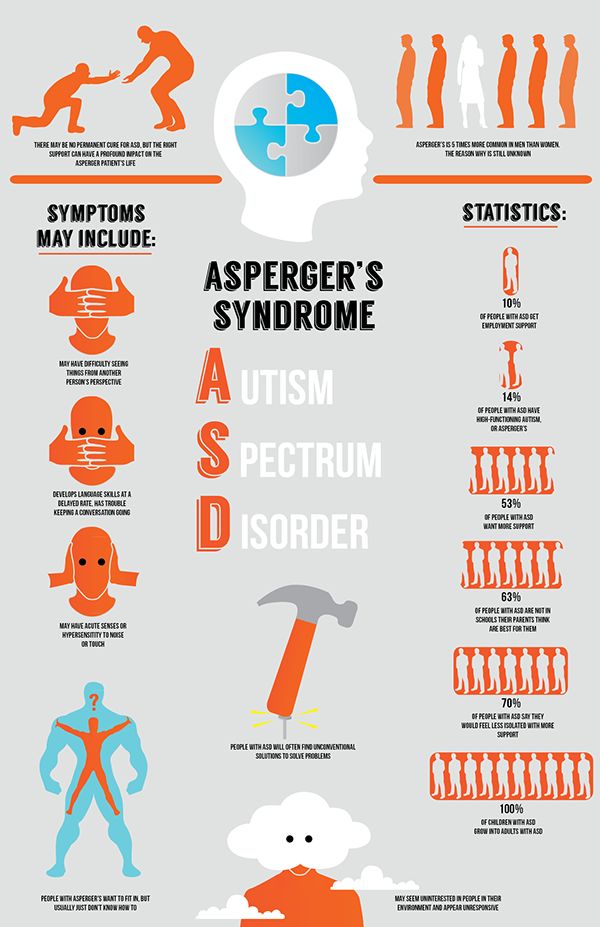 THERE MAY BE NO PERMANENT CURE FOR ASD, BUT THE RIGHT
SUPPORT CAN HAVE A PROFOUND IMPACT ON THE
ASPERGER PATIENT'S LIFE
ASPERGER'S IS 5 TIMES MORE COMMON IN MEN THAN WOMEN.
THE REASON WHY IS STILL UNKNOWN
SYMPTOMS
MAY INCLUDE:
MAY HAVE DIFFICULTY SEEING
THINGS FROM ANOTHER
PERSON'S PERSPECTIVE
DEVELOPS LANGUAGE SKILLS AT A
DELAYED RATE, HAS TROUBLE
KEEPING A CONVERSATION GOING
MAY HAVE ACUTE SENSES OR
HYPERSENSITITY TO NOISE
OR TOUCH
?
PEOPLE WITH ASPERGER'S WANT TO FIT IN, BUT
USUALLY JUST DON'T KNOW HOW TO
ASPERGER'S
SYNDROME
AUTISM
SPECTRUM
DISORDER
PEOPLE WITH ASD WILL OFTEN FIND UNCONVENTIONAL
SOLUTIONS TO SOLVE PROBLEMS
MAY SEEM UNINTERESTED IN PEOPLE IN THEIR
ENVIRONMENT AND APPEAR UNRESPONSIVE
STATISTICS:
10%
OF PEOPLE WITH ASD GET
EMPLOYMENT SUPPORT
14%
OF PEOPLE WITH ASD HAVE
HIGH-FUNCTIONING AUTISM,
OR ASPERGER'S
53%
OF PEOPLE WITH ASD
WANT MORE SUPPORT
63%
OF PEOPLE WITH ASD ARE NOT IN
SCHOOLS THEIR PARENTS THINK
ARE BEST FOR THEM
70%
OF PEOPLE WITH ASD SAY THEY
WOULD FEEL LESS ISOLATED WITH MORE
SUPPORT
100%
OF CHILDREN WITH ASD
GROW INTO ADULTS WITH ASD